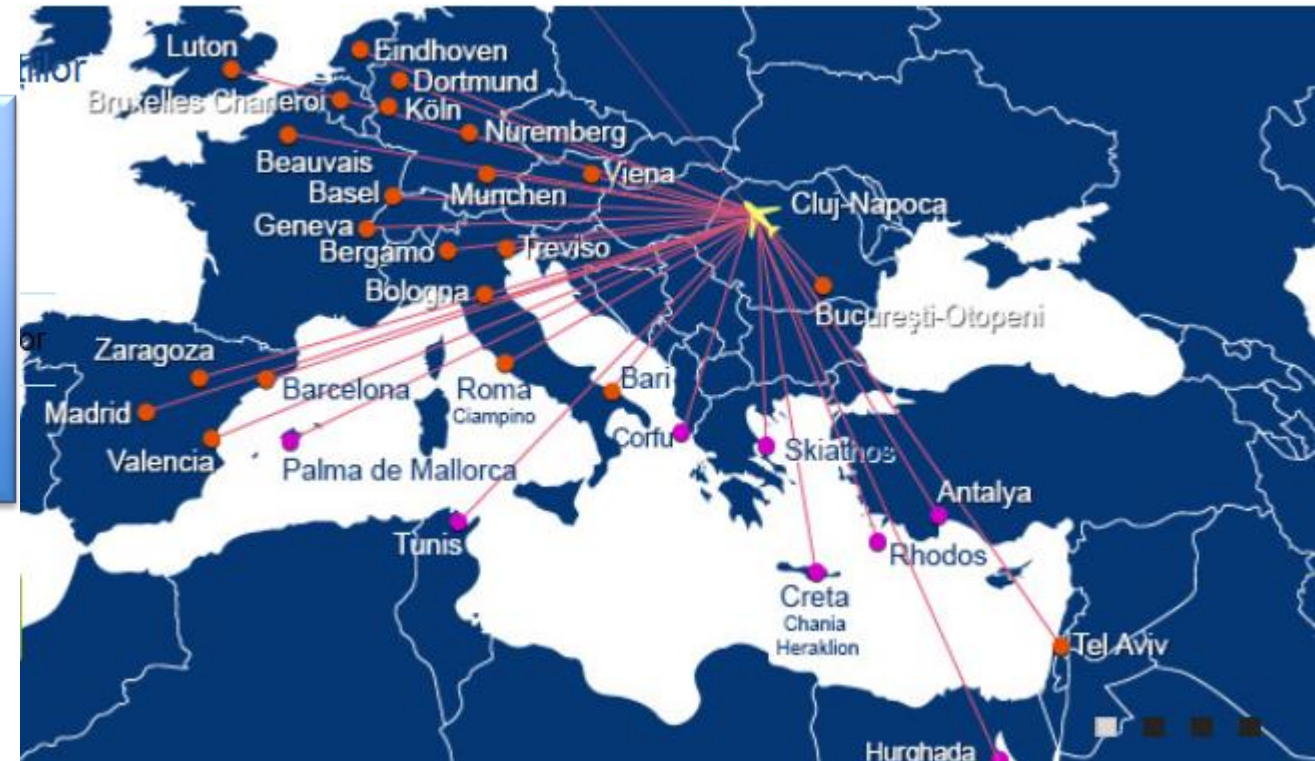 Luton
Eindhoven
Dortmund
Bruxelles Charleroi
Köln
Nuremberg
Beauvais
Viena
Basel
Munchen
Cluj-Napoca
Geneva
Bergamo
Treviso
Bologna
Bucureşti-Otopeni
Zaragoza
Barcelona
Roma
Ciampino
Bari
Madrid
Corfu
Skiathos
Valencia
Palma de Mallorca
Antalya
Tunis
Rhodos
Creta
Chania
Heraklion
Tel Aviv
Hurghada